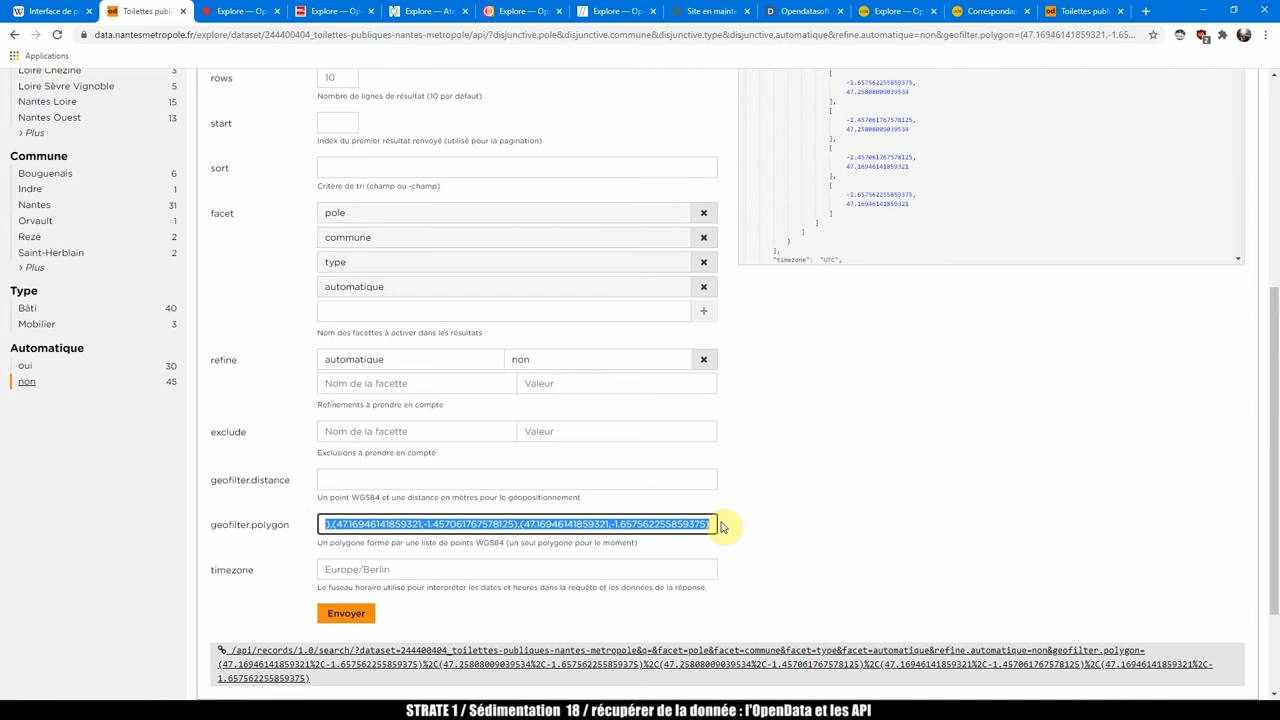 Interface de p
Toilettes publ
Explore — Op
Explore — Op
Explore — Ate
Explore — Op
Explore — Op
Site en mainte
Opendatasoft
Explore — Op
Correspondan
Toilettes publ
data.nantesmetropole.fr/explore/dataset/244400404_toilettes-publiques-nantes-metropole/api/?disjunctive.pole&disjunctive.commune&disjunctive.type&disjunctive.automatique&refine.automatique=non&geofilter.polygon=(47.16946141859321,-1.65...
Applications
Loire Chézine 3
Loire Sèvre Vignoble 5
Nantes Loire 15
Nantes Ouest 13
> Plus
Commune
Bouguenais 6
Indre 1
Nantes 31
Orvault 1
Rezé 2
Saint-Herblain 2
> Plus
Type
Bâti 40
Mobilier 3
Automatique
oui 30
non 45
rows 10
Nombre de lignes de résultat (10 par défaut)
start
Index du premier résultat renvoyé (utilisé pour la pagination)
sort
Critère de tri (champ ou -champ)
facet pole
commune
type
automatique
Nom des facettes à activer dans les résultats
refine automatique non
Nom de la facette Valeur
Refinements à prendre en compte
exclude Nom de la facette Valeur
Exclusions à prendre en compte
geofilter.distance
Un point WGS84 et une distance en mètres pour le géopositionnement
geofilter.polygon ),(47.16946141859321,-1.457061767578125),(47.16946141859321,-1.657562255859375)
Un polygone formé par une liste de points WGS84 (un seul polygone pour le moment)
timezone Europe/Berlin
Le fuseau horaire utilisé pour interpréter les dates et heures dans la requête et les données de la réponse.
Envoyer
[
-1.657562255859375,
47.25808009039534
],
[
-1.457061767578125,
47.25808009039534
],
[
-1.457061767578125,
47.16946141859321
],
[
-1.657562255859375,
47.16946141859321
]
]
]
}
],
"timezone": "UTC",
/api/records/1.0/search/?dataset=244400404_toilettes-publiques-nantes-metropole&q=&facet=pole&facet=commune&facet=type&facet=automatique&refine.automatique=non&geofilter.polygon=
(47.16946141859321%2C-1.657562255859375)%2C(47.25808009039534%2C-1.657562255859375)%2C(47.25808009039534%2C-1.457061767578125)%2C(47.16946141859321%2C-1.457061767578125)%2C(47.16946141859321%2C-
1.657562255859375)
STRATE 1 / Sédimentation 18 / récupérer de la donnée : l'OpenData et les API